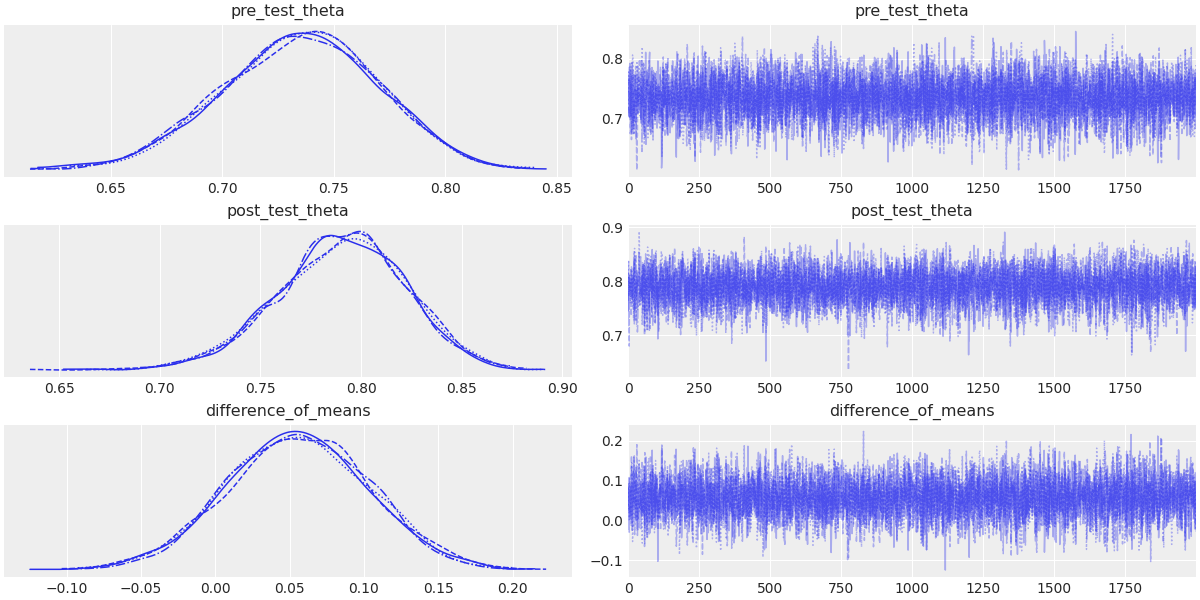 pre_test_theta pre_test_theta
0.8
0.7
0.65 0.70 0.75 0.80 0.85 0 250 500 750 1000 1250 1500 1750
post_test_theta post_test_theta
0.9
0.8
0.7
0.65 0.70 0.75 0.80 0.85 0.90 0 250 500 750 1000 1250 1500 1750
difference_of_means difference_of_means
0.2
0.1
0.0
−0.1
−0.10 −0.05 0.00 0.05 0.10 0.15 0.20 0 250 500 750 1000 1250 1500 1750